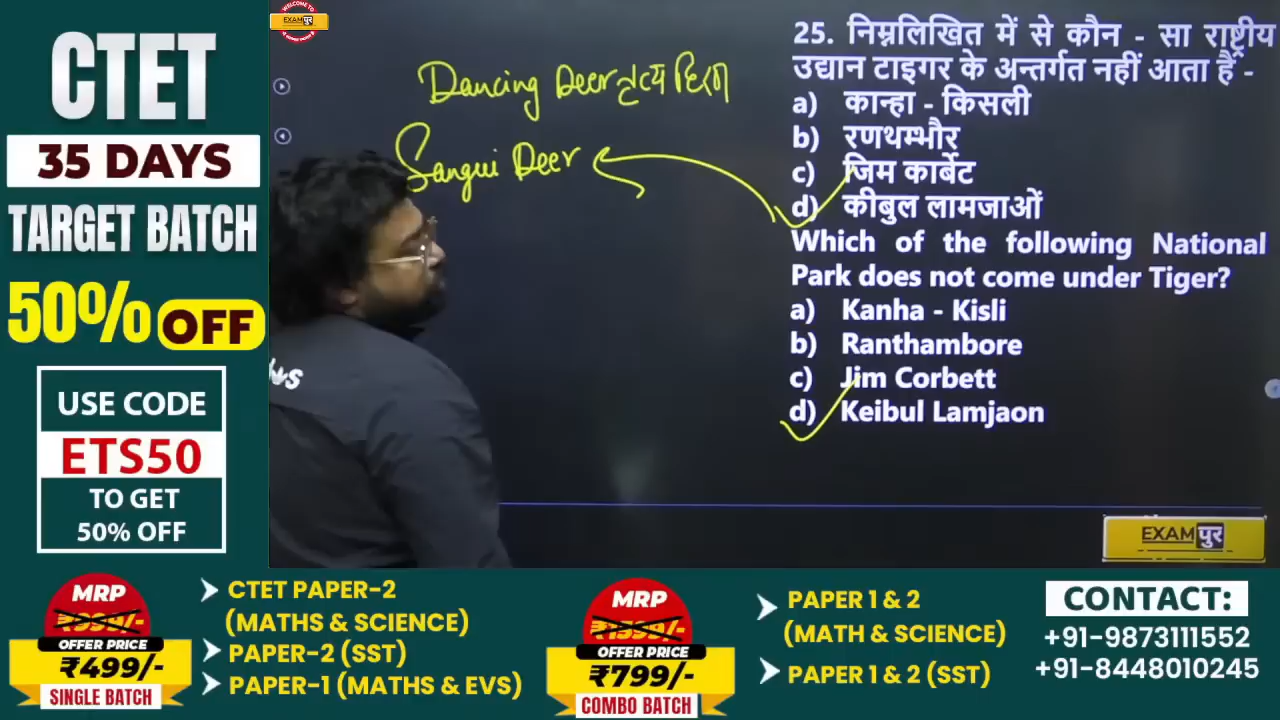 CTET
35 DAYS
TARGET BATCH
50% OFF
USE CODE
ETS50
TO GET
50% OFF
WELCOME TO
EXAMपुर
Dancing Deer नृत्य हिरण
Sangui Deer
25. निम्नलिखित में से कौन - सा राष्ट्रीय
उद्यान टाइगर के अन्तर्गत नहीं आता हैं -
a) कान्हा - किसली
b) रणथम्भौर
c) जिम कार्बेट
d) कीबुल लामजाओं
Which of the following National
Park does not come under Tiger?
a) Kanha - Kisli
b) Ranthambore
c) Jim Corbett
d) Keibul Lamjaon
EXAMपुर
MRP
OFFER PRICE
₹499/-
SINGLE BATCH
CTET PAPER-2
(MATHS & SCIENCE)
PAPER-2 (SST)
PAPER-1 (MATHS & EVS)
MRP
OFFER PRICE
₹799/-
COMBO BATCH
PAPER 1 & 2
(MATH & SCIENCE)
PAPER 1 & 2 (SST)
CONTACT:
+91-9873111552
+91-8448010245